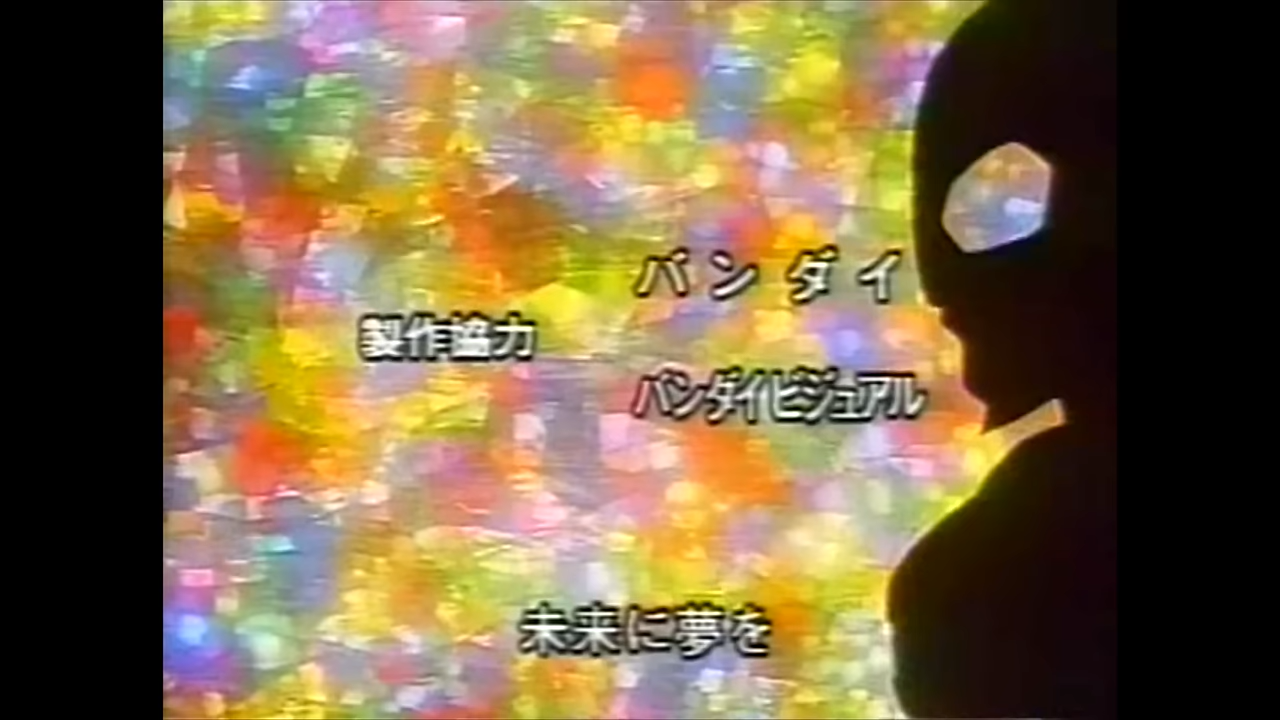 製作協力
バンダイ
バンダイビジュアル
未来に夢を